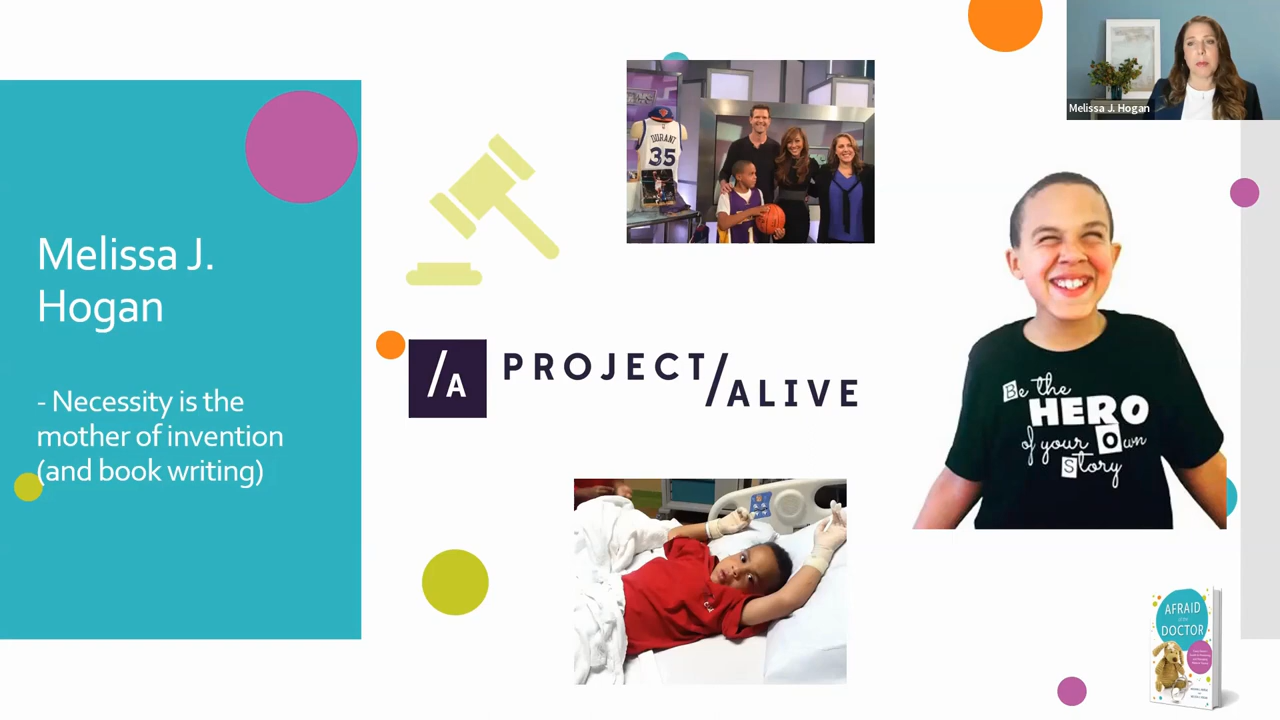 Melissa J.
Hogan
- Necessity is the
mother of invention
(and book writing)
DURANT
35
/A PROJECT/ALIVE
Melissa J. Hogan
Be the
HERO
of your Own
Story
AFRAID
DOCTOR